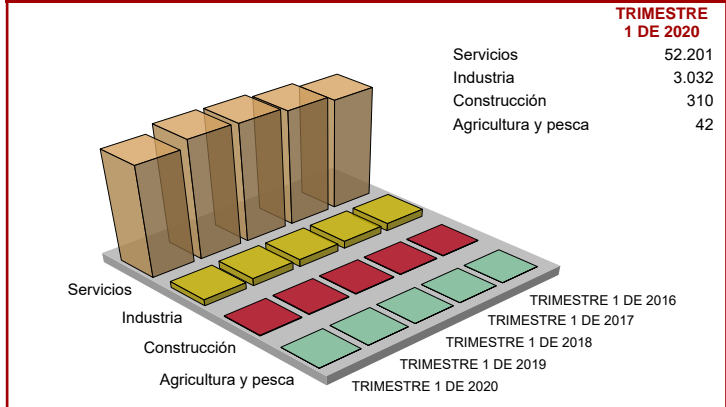 TRIMESTRE
1 DE 2020
Servicios 52.201
Industria 3.032
Construcción 310
Agricultura y pesca 42
Servicios
Industria
Construcción
Agricultura y pesca
TRIMESTRE 1 DE 2016
TRIMESTRE 1 DE 2017
TRIMESTRE 1 DE 2018
TRIMESTRE 1 DE 2019
TRIMESTRE 1 DE 2020